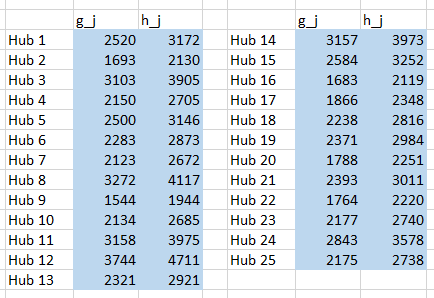 g_j h_j g_j h_j
Hub 1 2520 3172 Hub 14 3157 3973
Hub 2 1693 2130 Hub 15 2584 3252
Hub 3 3103 3905 Hub 16 1683 2119
Hub 4 2150 2705 Hub 17 1866 2348
Hub 5 2500 3146 Hub 18 2238 2816
Hub 6 2283 2873 Hub 19 2371 2984
Hub 7 2123 2672 Hub 20 1788 2251
Hub 8 3272 4117 Hub 21 2393 3011
Hub 9 1544 1944 Hub 22 1764 2220
Hub 10 2134 2685 Hub 23 2177 2740
Hub 11 3158 3975 Hub 24 2843 3578
Hub 12 3744 4711 Hub 25 2175 2738
Hub 13 2321 2921